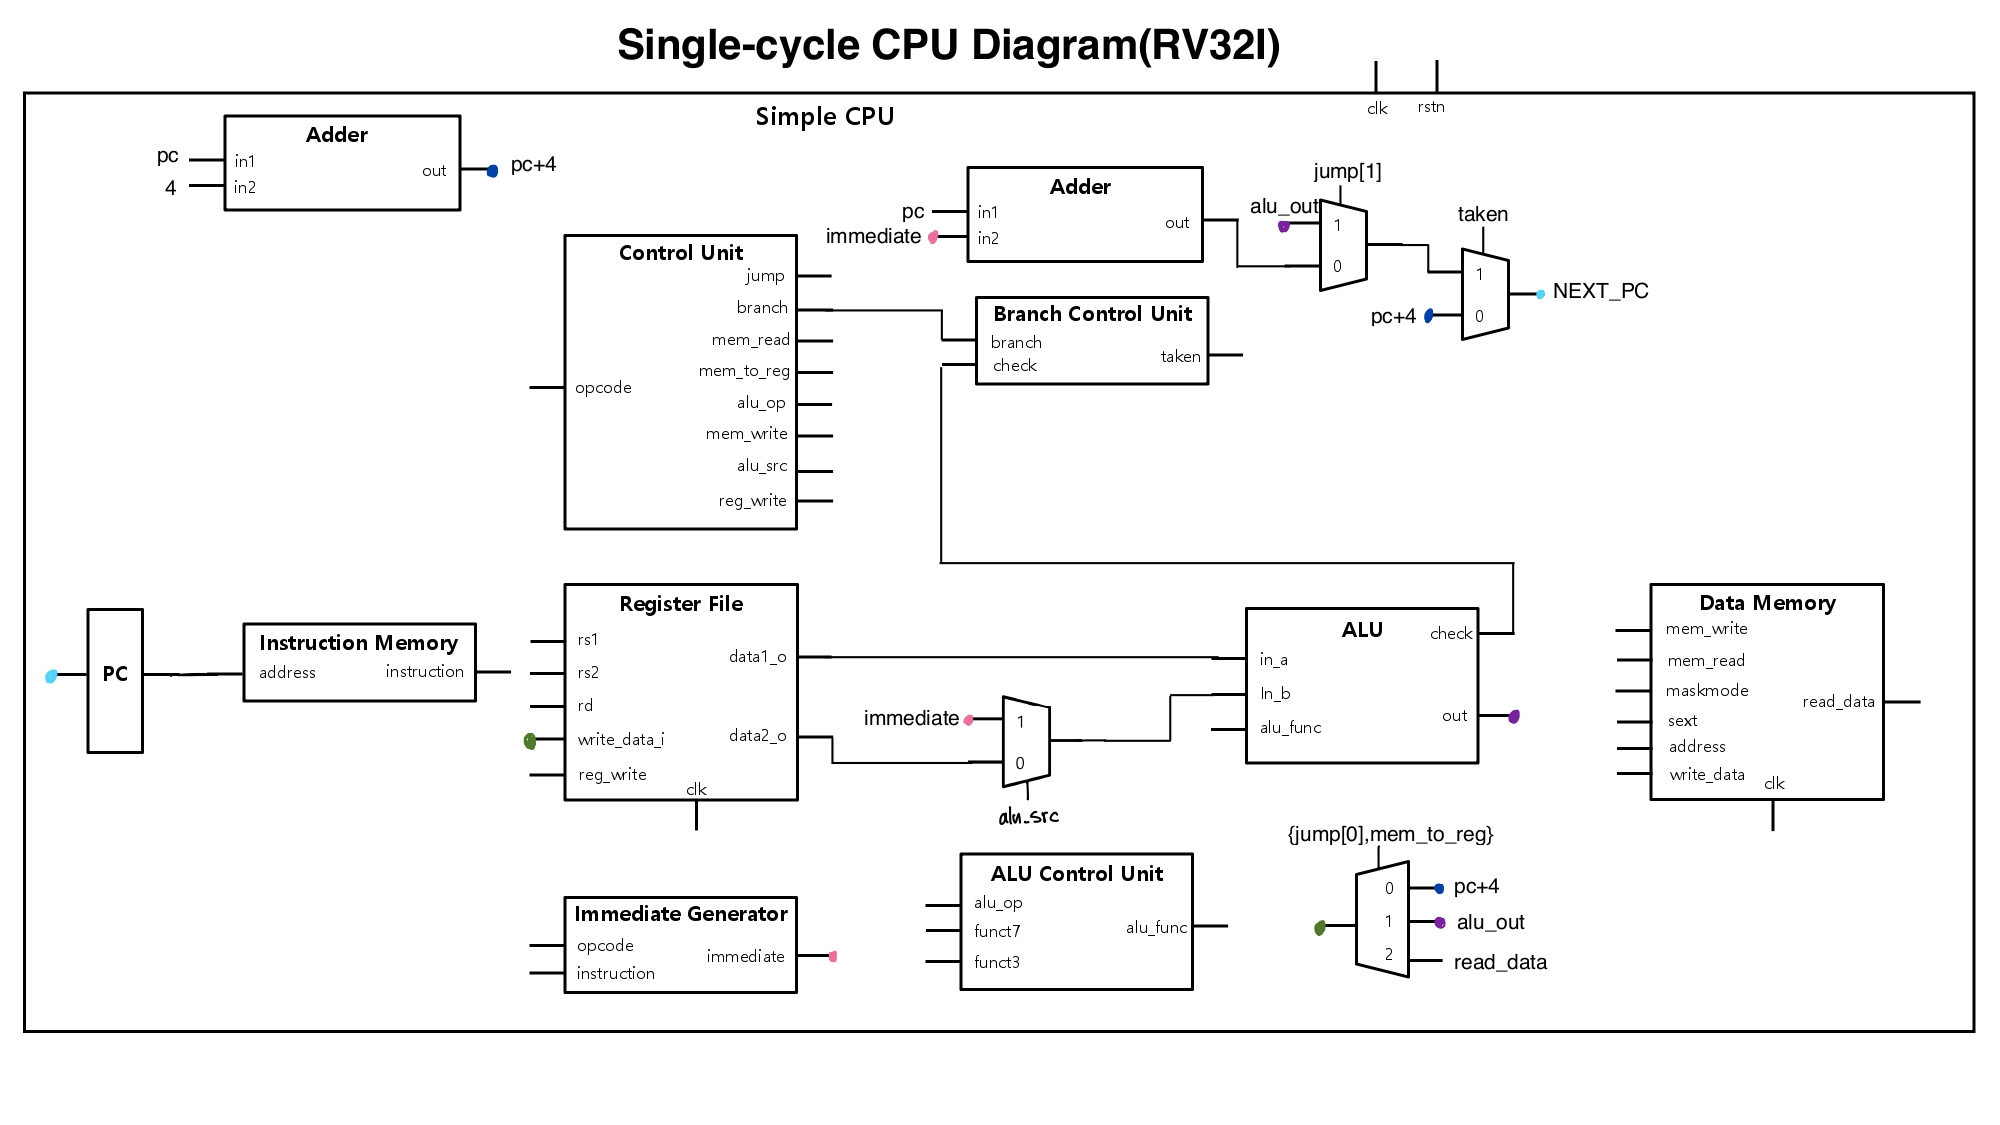 Single-cycle CPU Diagram(RV32I)
clk
rstn
Simple CPU
Adder
pc
in1
4
in2
out
pc+4
Adder
pc
in1
immediate
in2
out
jump[1]
alu_out
1
0
taken
1
pc+4
0
NEXT_PC
Control Unit
jump
branch
mem_read
mem_to_reg
opcode
alu_op
mem_write
alu_src
reg_write
Branch Control Unit
branch
check
taken
PC
Instruction Memory
address
instruction
Register File
rs1
rs2
rd
write_data_i
reg_write
data1_o
data2_o
clk
immediate
1
0
alu_src
ALU
check
in_a
In_b
alu_func
out
Data Memory
mem_write
mem_read
maskmode
sext
address
write_data
read_data
clk
Immediate Generator
opcode
instruction
immediate
ALU Control Unit
alu_op
funct7
funct3
alu_func
{jump[0],mem_to_reg}
0
pc+4
1
alu_out
2
read_data